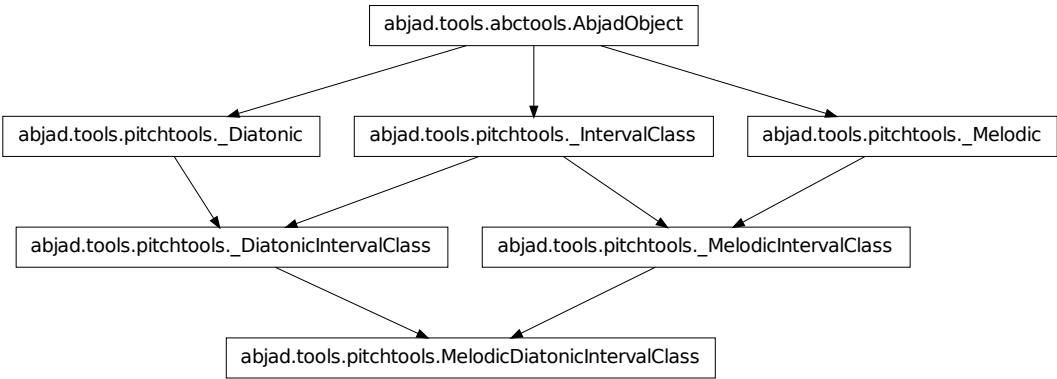 abjad.tools.abctools.AbjadObject
abjad.tools.pitchtools._Diatonic
abjad.tools.pitchtools._IntervalClass
abjad.tools.pitchtools._Melodic
abjad.tools.pitchtools._DiatonicIntervalClass
abjad.tools.pitchtools._MelodicIntervalClass
abjad.tools.pitchtools.MelodicDiatonicIntervalClass